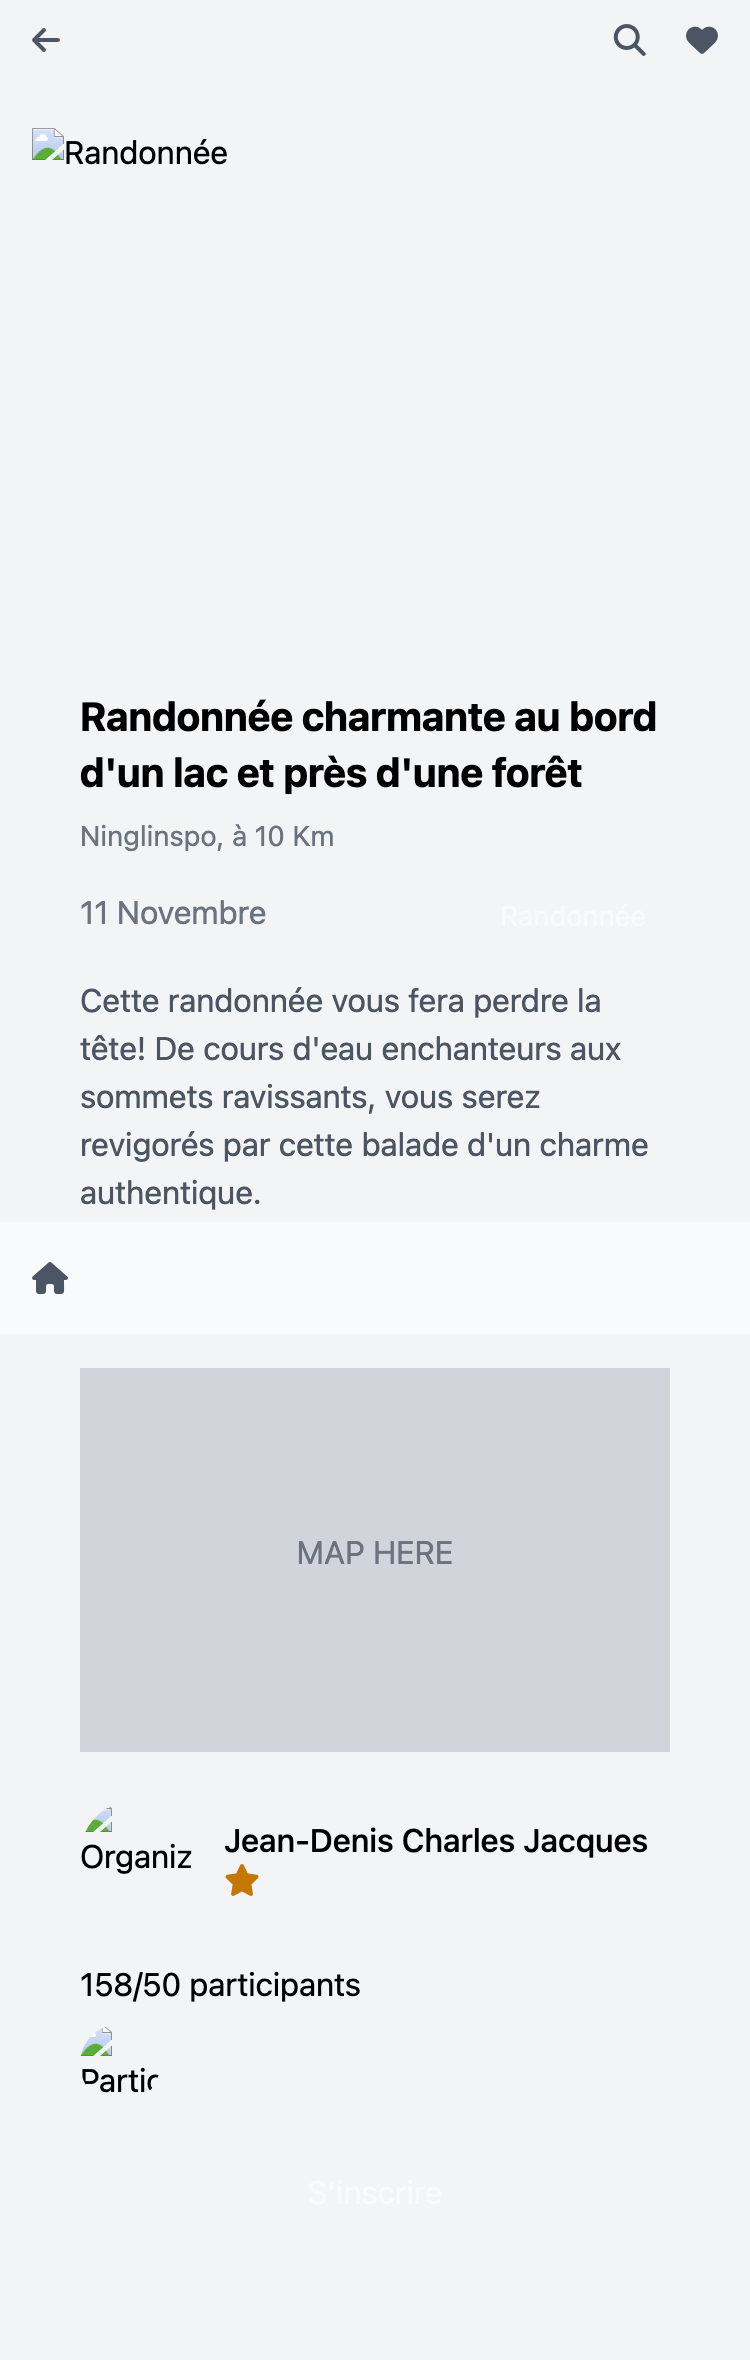 Randonnée
Randonnée charmante au bord
d'un lac et près d'une forêt
Ninglinspo, à 10 Km
11 Novembre
Randonnée
Cette randonnée vous fera perdre la
tête! De cours d'eau enchanteurs aux
sommets ravissants, vous serez
revigorés par cette balade d'un charme
authentique.
MAP HERE
Organiz
Jean-Denis Charles Jacques
158/50 participants
Partic
S'inscrire